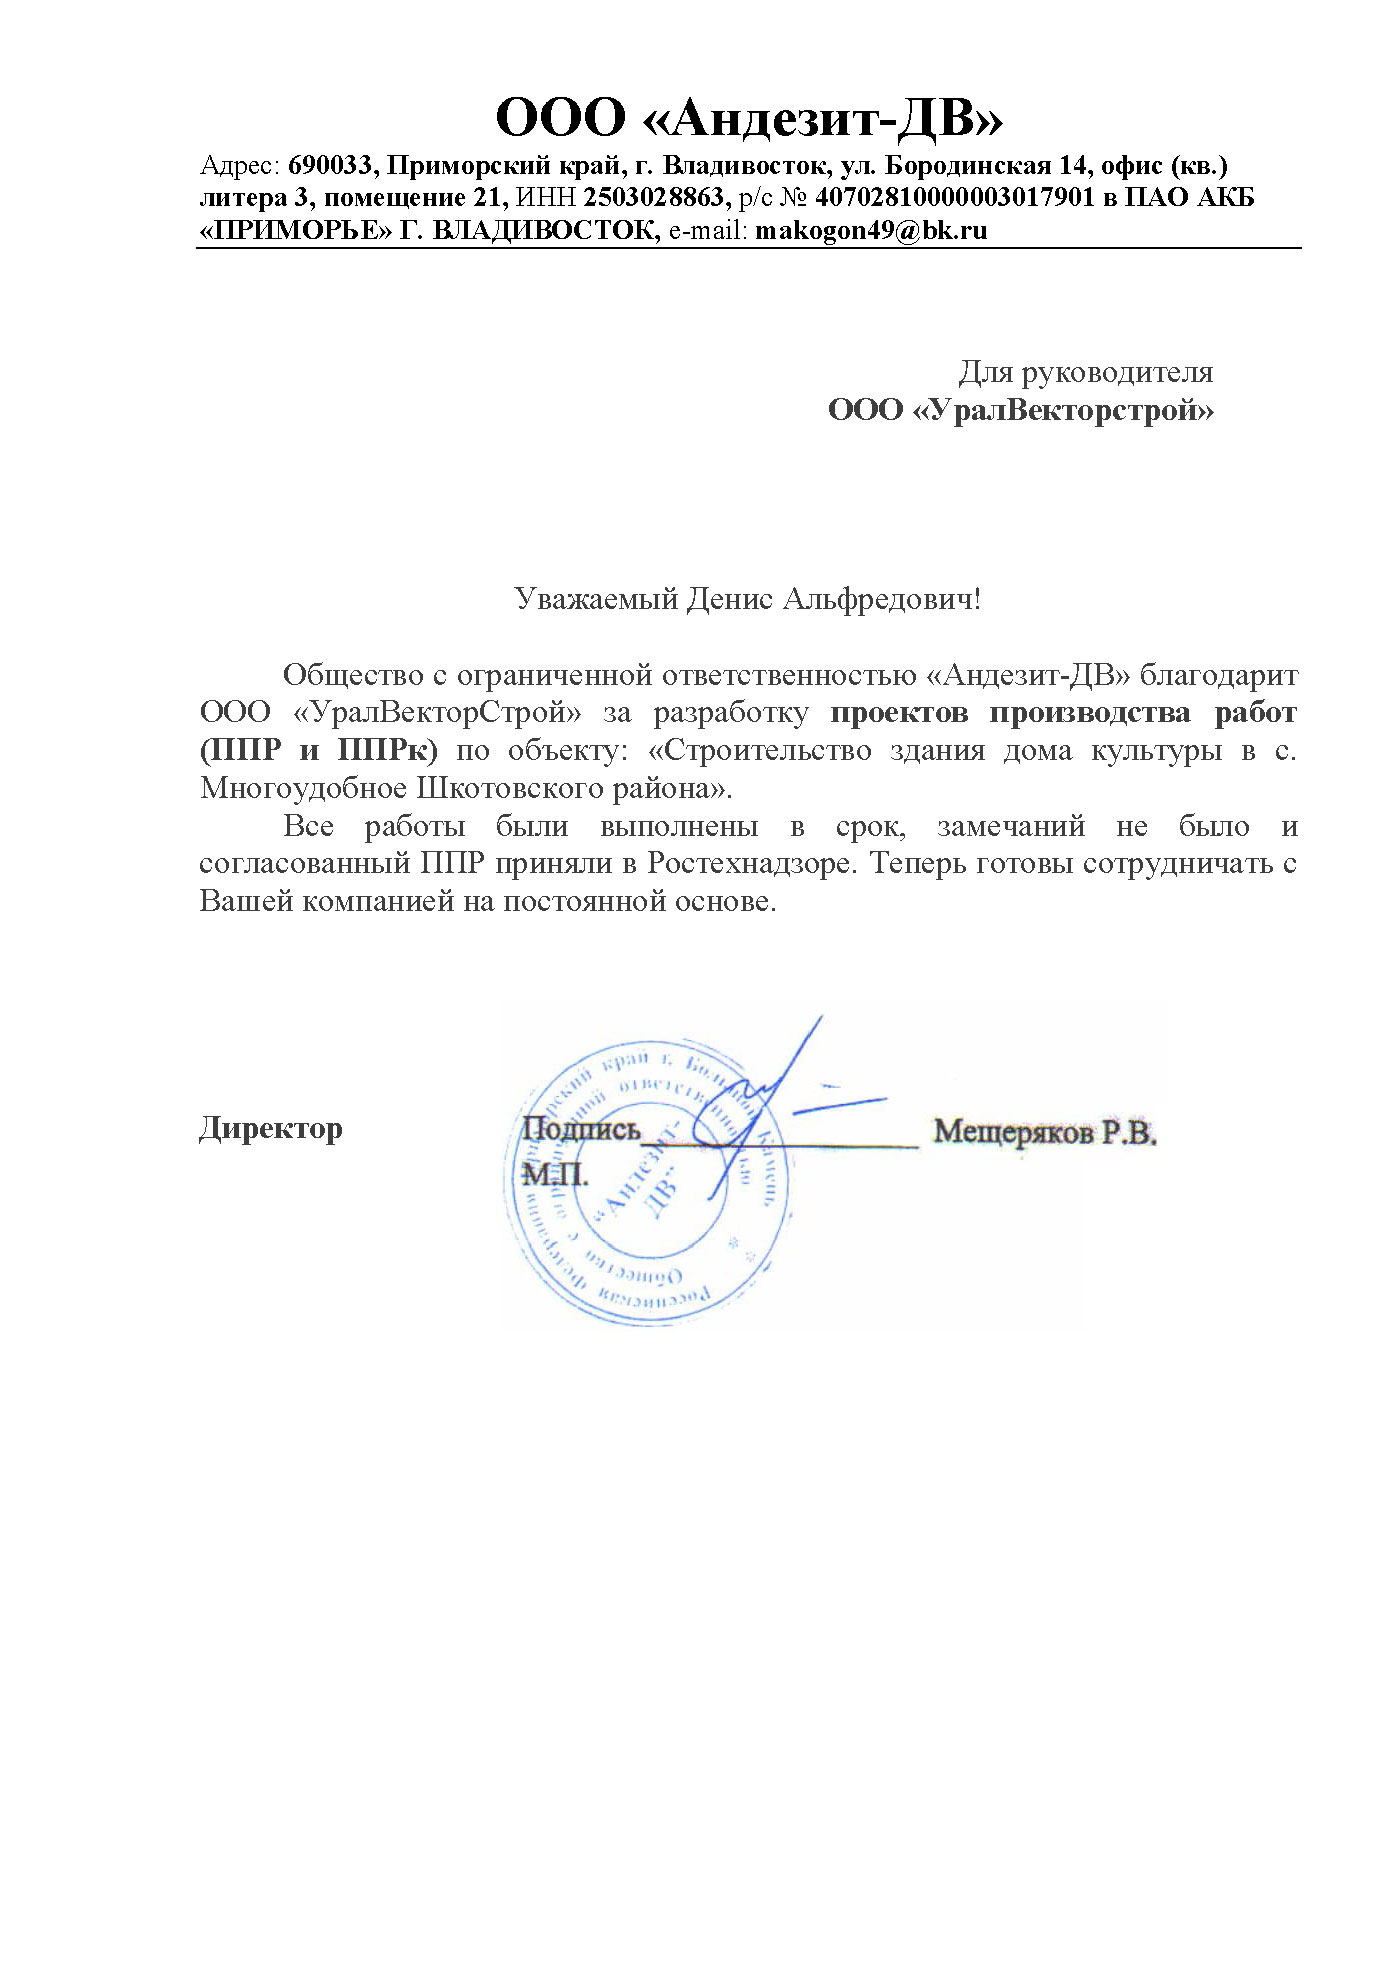 ООО «Андезит-ДВ»
Адрес: 690033, Приморский край, г. Владивосток, ул. Бородинская 14, офис (кв.)
литера 3, помещение 21, ИНН 2503028863, р/с № 40702810000003017901 в ПАО АКБ
«ПРИМОРЬЕ» Г. ВЛАДИВОСТОК, e-mail: makogon49@bk.ru
Для руководителя
ООО «УралВекторстрой»
Уважаемый Денис Альфредович!
Общество с ограниченной ответственностью «Андезит-ДВ» благодарит
ООО «УралВекторСтрой» за разработку проектов производства работ
(ППР и ППРк) по объекту: «Строительство здания дома культуры в с.
Многоудобное Шкотовского района».
Все работы были выполнены в срок, замечаний не было и
согласованный ППР приняли в Ростехнадзоре. Теперь готовы сотрудничать с
Вашей компанией на постоянной основе.
Директор Подпись Мещеряков Р.В.
М.П.
Российская Федерация Приморский край г. Большой Камень
Общество с ограниченной ответственностью
"Андезит-
ДВ"